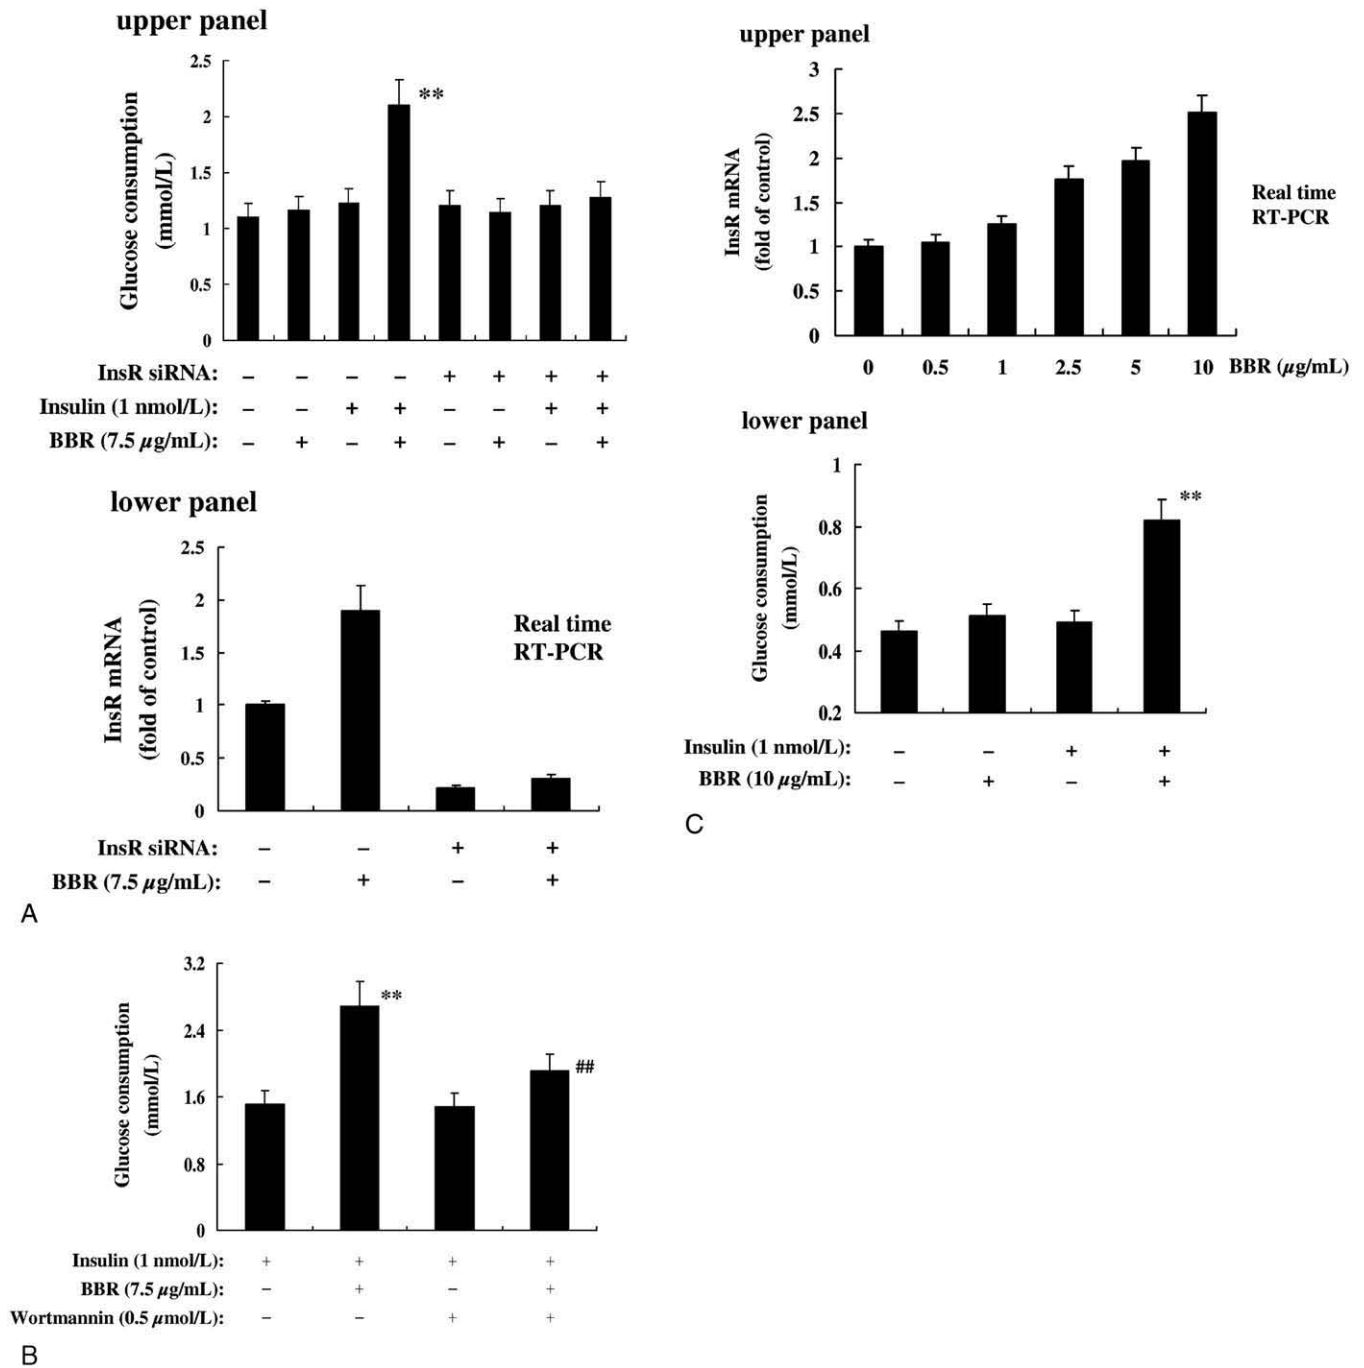 upper panel
2.5
2
1.5
1
0.5
0
Glucose consumption
(mmol/L)
**
InsR siRNA: – – – – + + + +
Insulin (1 nmol/L): – – + + – – + +
BBR (7.5 µg/mL): – + – + – + – +
lower panel
2.5
2
1.5
1
0.5
0
InsR mRNA
(fold of control)
Real time
RT-PCR
InsR siRNA: – – + +
BBR (7.5 µg/mL): – + – +
A
3.2
2.4
1.6
0.8
0
Glucose consumption
(mmol/L)
**
##
Insulin (1 nmol/L): + + + +
BBR (7.5 µg/mL): – + – +
Wortmannin (0.5 µmol/L): – – + +
B
upper panel
3
2.5
2
1.5
1
0.5
0
InsR mRNA
(fold of control)
Real time
RT-PCR
0 0.5 1 2.5 5 10 BBR (µg/mL)
lower panel
1
0.8
0.6
0.4
0.2
Glucose consumption
(mmol/L)
**
Insulin (1 nmol/L): – – + +
BBR (10 µg/mL): – + – +
C